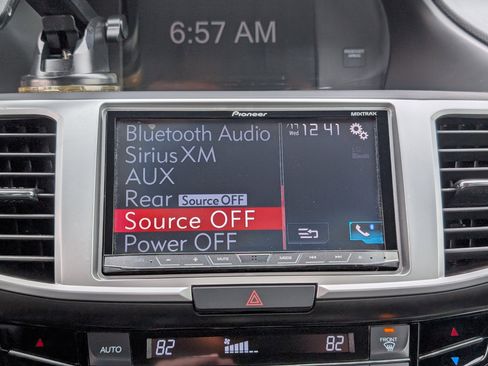 6:57 AM
Pioneer
MIXTRAX
Bluetooth Audio
SiriusXM
AUX
Rear Source OFF
Source OFF
Power OFF
Wed 12 41
MUTE
MODE
AUTO
82
82
FRONT